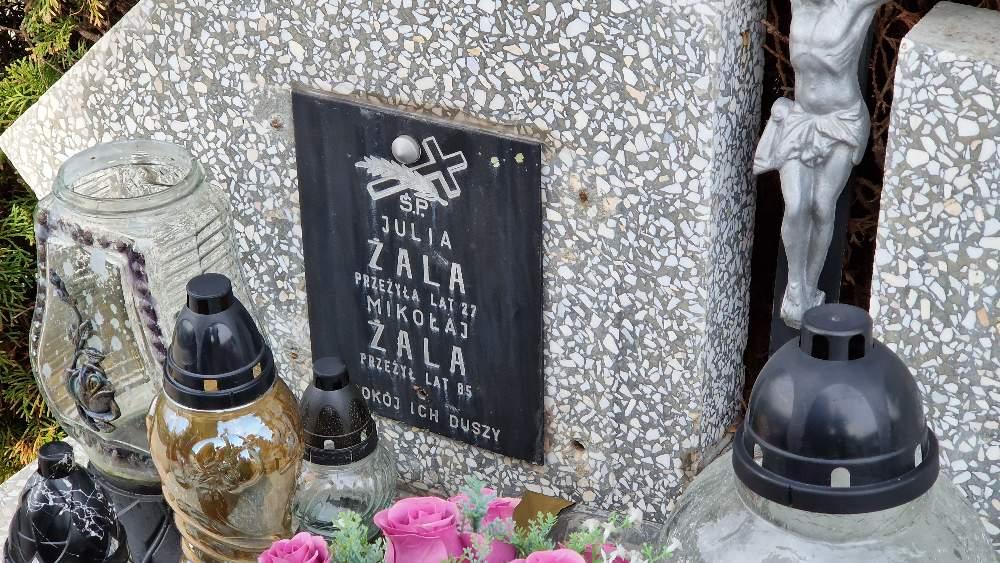 Ś.P.
JULIA
ŻALA
PRZEŻYŁA LAT 27
MIKOŁAJ
ŻALA
PRZEŻYŁ LAT 85
OKÓJ ICH DUSZY